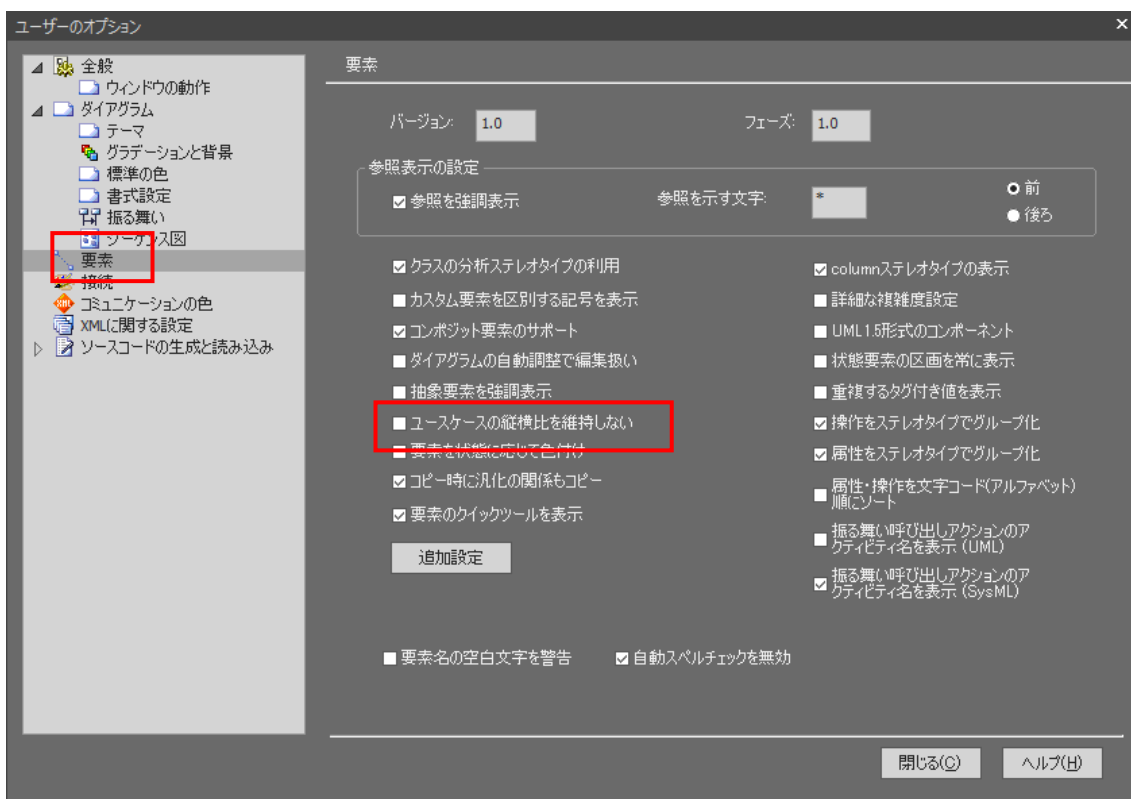 ユーザーのオプション
×
全般
ウィンドウの動作
ダイアグラム
テーマ
グラデーションと背景
標準の色
書式設定
振る舞い
シーケンス図
要素
接続
コミュニケーションの色
XMLに関する設定
ソースコードの生成と読み込み
要素
バージョン: 1.0 フェーズ: 1.0
参照表示の設定
参照を強調表示 参照を示す文字: * 前
後ろ
クラスの分析ステレオタイプの利用
カスタム要素を区別する記号を表示
コンポジット要素のサポート
ダイアグラムの自動調整で編集扱い
抽象要素を強調表示
ユースケースの縦横比を維持しない
要素を状態に応じて色付け
コピー時に汎化の関係もコピー
要素のクイックツールを表示
追加設定
columnステレオタイプの表示
詳細な複雑度設定
UML1.5形式のコンポーネント
状態要素の区画を常に表示
重複するタグ付き値を表示
操作をステレオタイプでグループ化
属性をステレオタイプでグループ化
属性・操作を文字コード(アルファベット)
順にソート
振る舞い呼び出しアクションのア
クティビティ名を表示 (UML)
振る舞い呼び出しアクションのア
クティビティ名を表示 (SysML)
要素名の空白文字を警告 自動スペルチェックを無効
閉じる(C) ヘルプ(H)